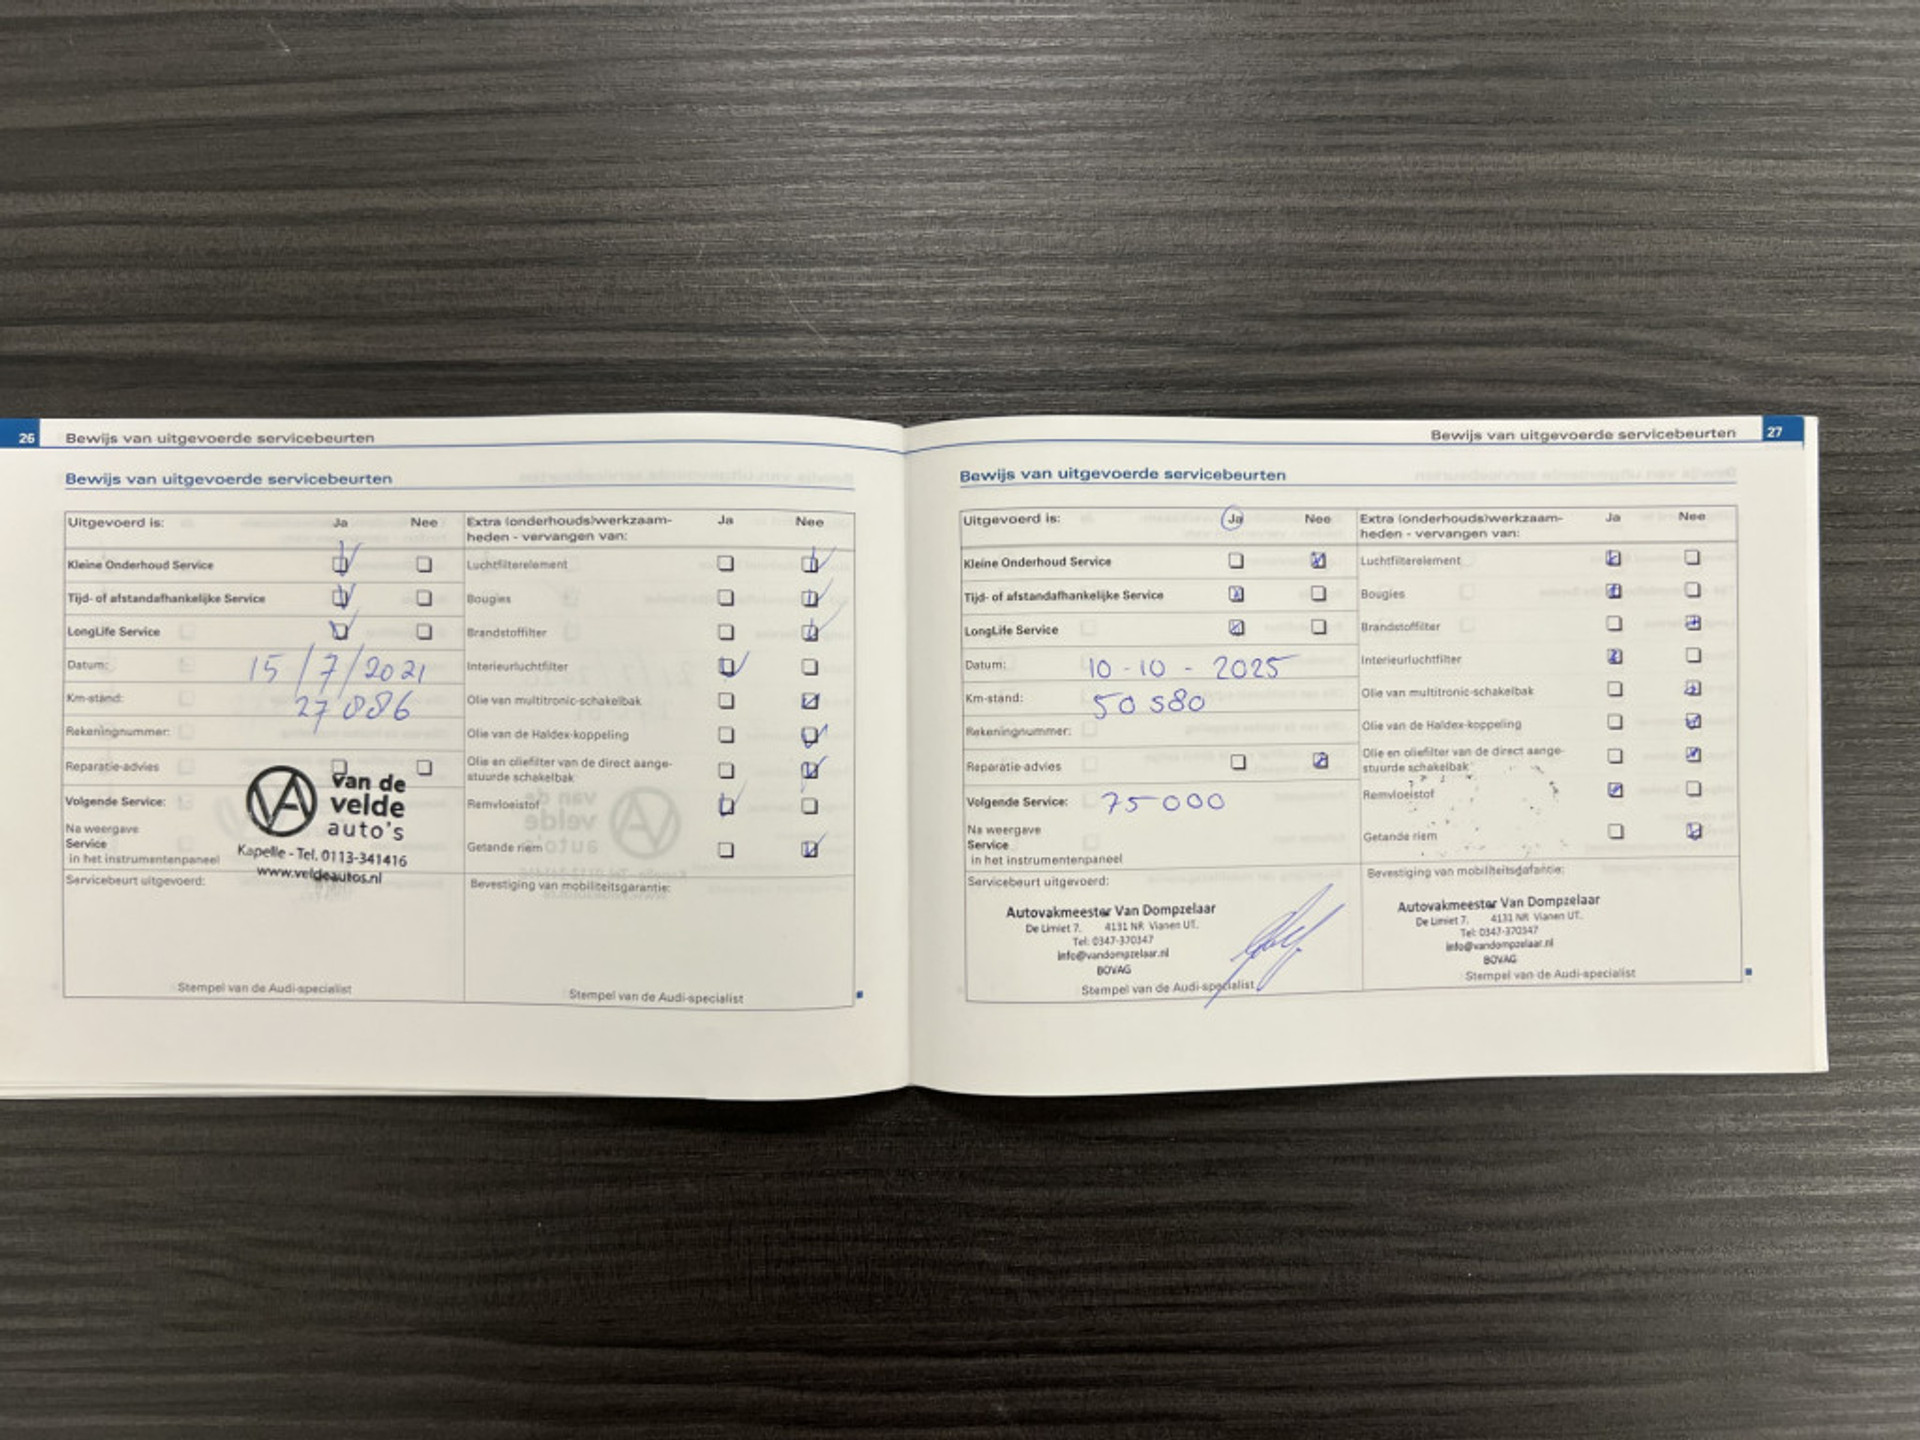 26 Bewijs van uitgevoerde servicebeurten
Bewijs van uitgevoerde servicebeurten
Uitgevoerd is: Ja Nee
Kleine Onderhoud Service
Tijd- of afstandafhankelijke Service
LongLife Service
Datum: 15/7/2021
Km-stand: 27086
Rekeningnummer:
Reparatie-advies
Volgende Service:
Na weergave
Service
in het instrumentenpaneel
van de
velde
auto's
Kapelle - Tel. 0113-341416
www.veldeautos.nl
Servicebeurt uitgevoerd:
Stempel van de Audi-specialist
Extra (onderhouds)werkzaam- Ja Nee
heden - vervangen van:
Luchtfilterelement
Bougies
Brandstoffilter
Interieurluchtfilter
Olie van multitronic-schakelbak
Olie van de Haldex-koppeling
Olie en oliefilter van de direct aange-
stuurde schakelbak
Remvloeistof
Getande riem
Bevestiging van mobiliteitsgarantie:
Stempel van de Audi-specialist
Bewijs van uitgevoerde servicebeurten 27
Bewijs van uitgevoerde servicebeurten
Uitgevoerd is: Ja Nee
Kleine Onderhoud Service
Tijd- of afstandafhankelijke Service
LongLife Service
Datum: 10-10-2025
Km-stand: 50580
Rekeningnummer:
Reparatie-advies
Volgende Service: 75000
Na weergave
Service
in het instrumentenpaneel
Servicebeurt uitgevoerd:
Autovakmeester Van Dompzelaar
De Limiet 7. 4131 NR Vianen UT.
Tel: 0347-370347
info@vandompzelaar.nl
BOVAG
Stempel van de Audi-specialist
Extra (onderhouds)werkzaam- Ja Nee
heden - vervangen van:
Luchtfilterelement
Bougies
Brandstoffilter
Interieurluchtfilter
Olie van multitronic-schakelbak
Olie van de Haldex-koppeling
Olie en oliefilter van de direct aange-
stuurde schakelbak
Remvloeistof
Getande riem
Bevestiging van mobiliteitsgarantie:
Autovakmeester Van Dompzelaar
De Limiet 7. 4131 NR Vianen UT.
Tel: 0347-370347
info@vandompzelaar.nl
BOVAG
Stempel van de Audi-specialist